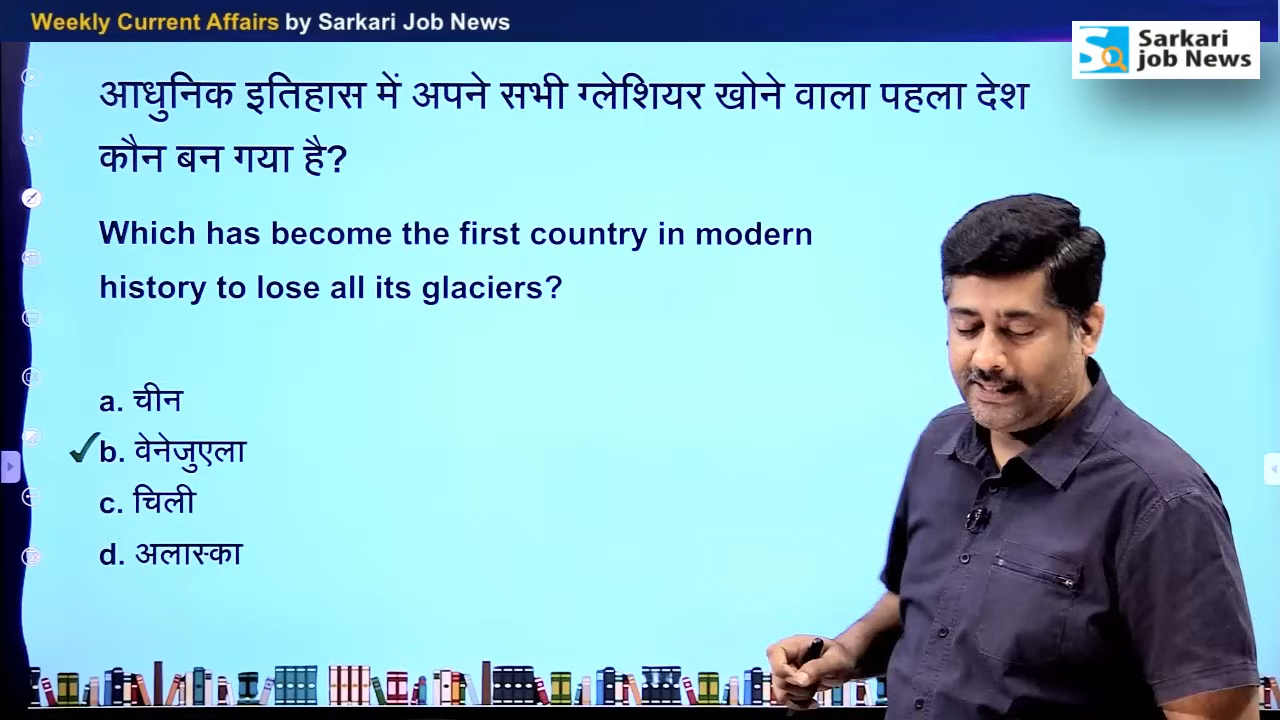 Weekly Current Affairs by Sarkari Job News
Sarkari
job News
आधुनिक इतिहास में अपने सभी ग्लेशियर खोने वाला पहला देश
कौन बन गया है?
Which has become the first country in modern
history to lose all its glaciers?
a. चीन
b. वेनेजुएला
c. चिली
d. अलास्का